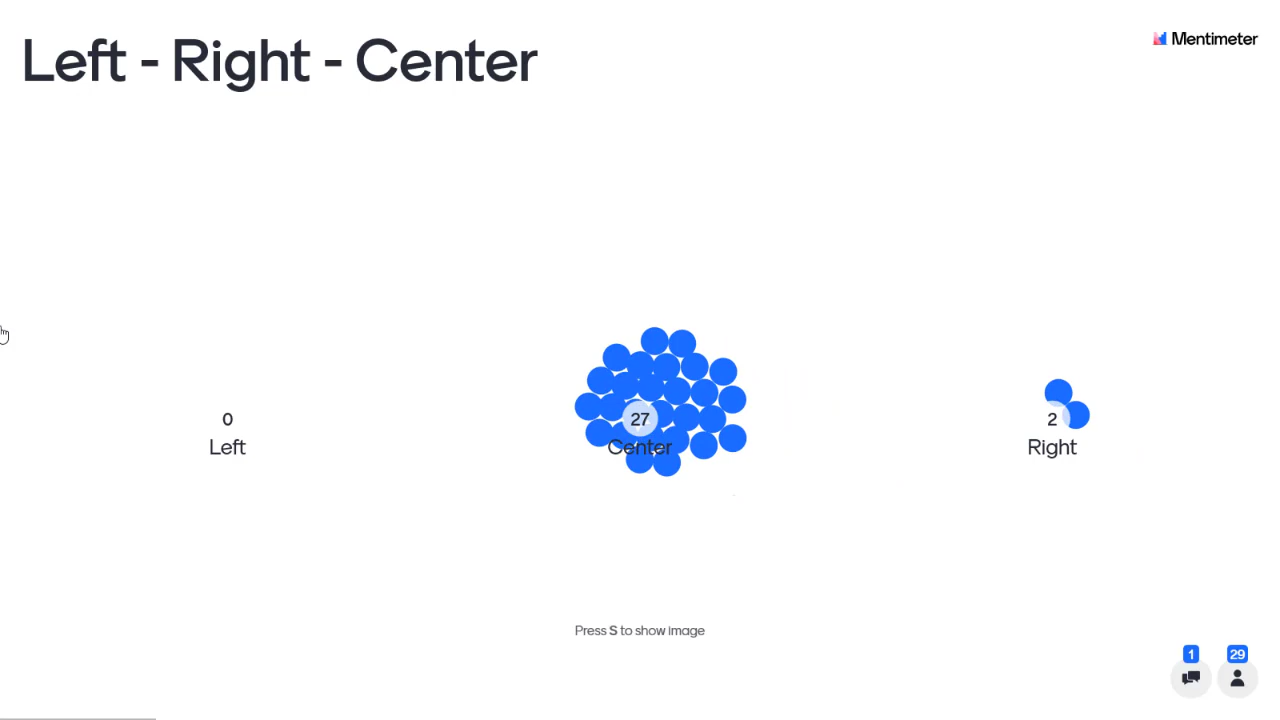 Left - Right - Center
Mentimeter
0
Left
27
Center
2
Right
Press S to show image
1
29